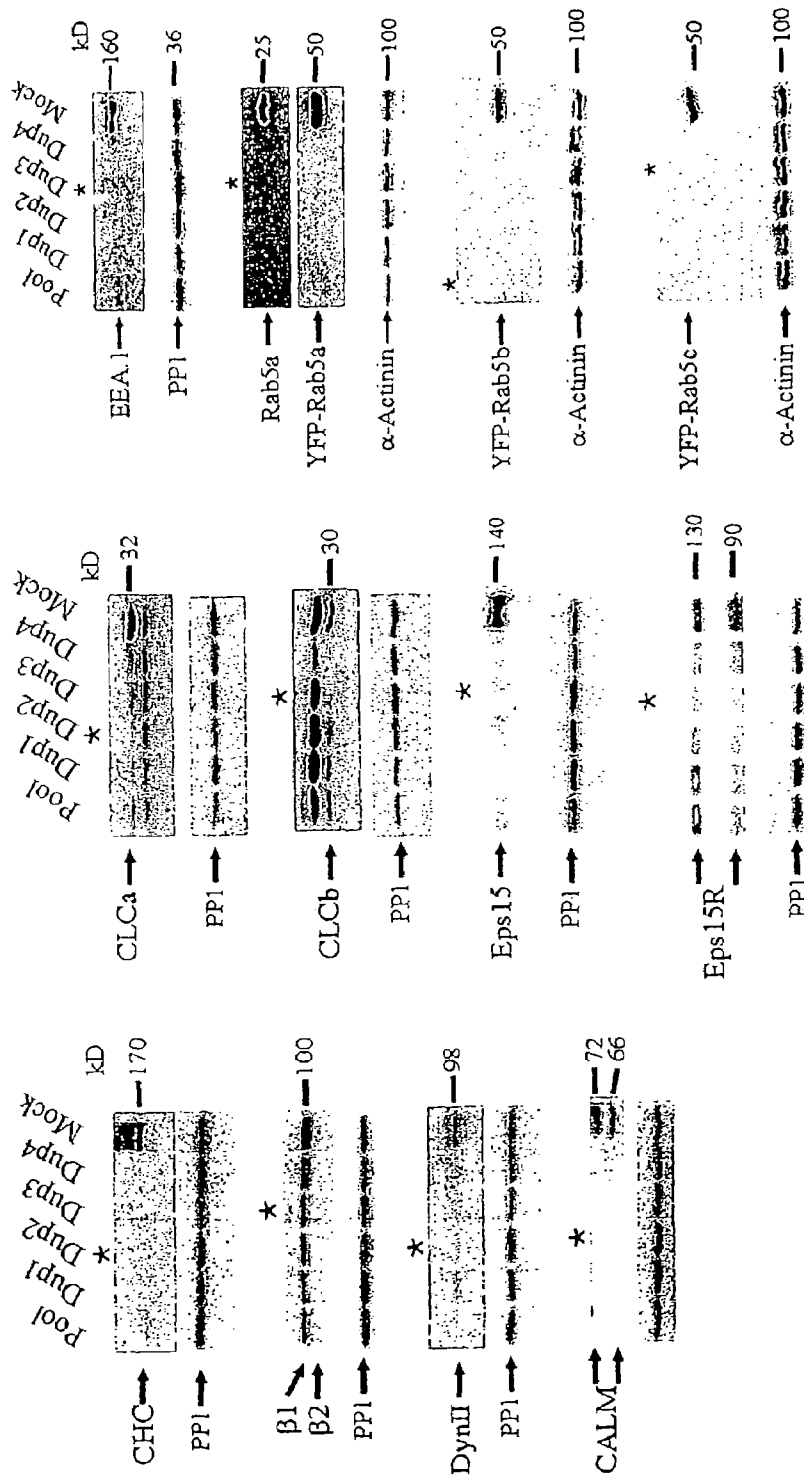 Pool Dup1 Dup2 Dup3 Dup4 Mock kD
*
CHC 170
PP1
*
β1 100
β2
PP1
*
DynII 98
PP1
*
CALM 72
66
Pool Dup1 Dup2 Dup3 Dup4 Mock kD
*
CLCa 32
PP1
*
CLCb 30
PP1
*
Eps15 140
PP1
*
Eps15R 130
90
PP1
Pool Dup1 Dup2 Dup3 Dup4 Mock kD
*
EEA.1 160
PP1 36
*
Rab5a 25
YFP-Rab5a 50
α-Actinin 100
*
YFP-Rab5b 50
α-Actinin 100
*
YFP-Rab5c 50
α-Actinin 100